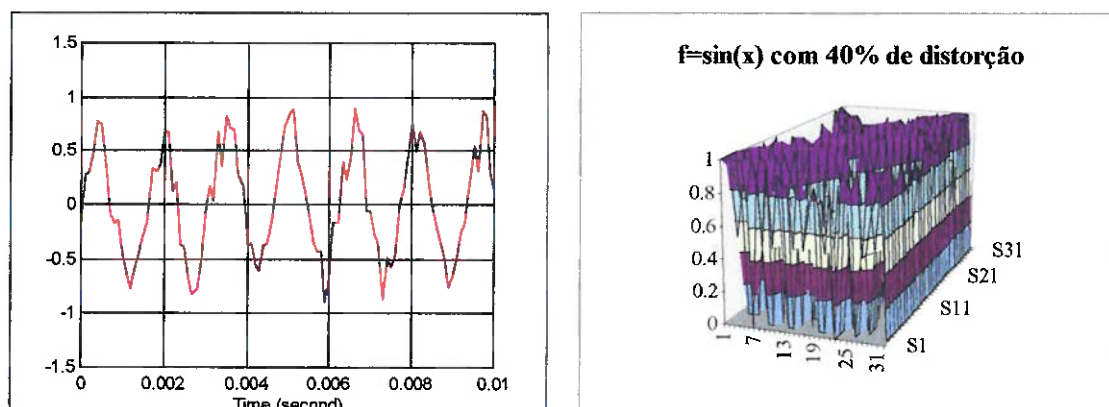 1.5
1
0.5
0
-0.5
-1
-1.5
0 0.002 0.004 0.006 0.008 0.01
Time (second)
f=sin(x) com 40% de distorção
1
0.8
0.6
0.4
0.2
0
1 7 13 19 25 31
S1
S11
S21
S31